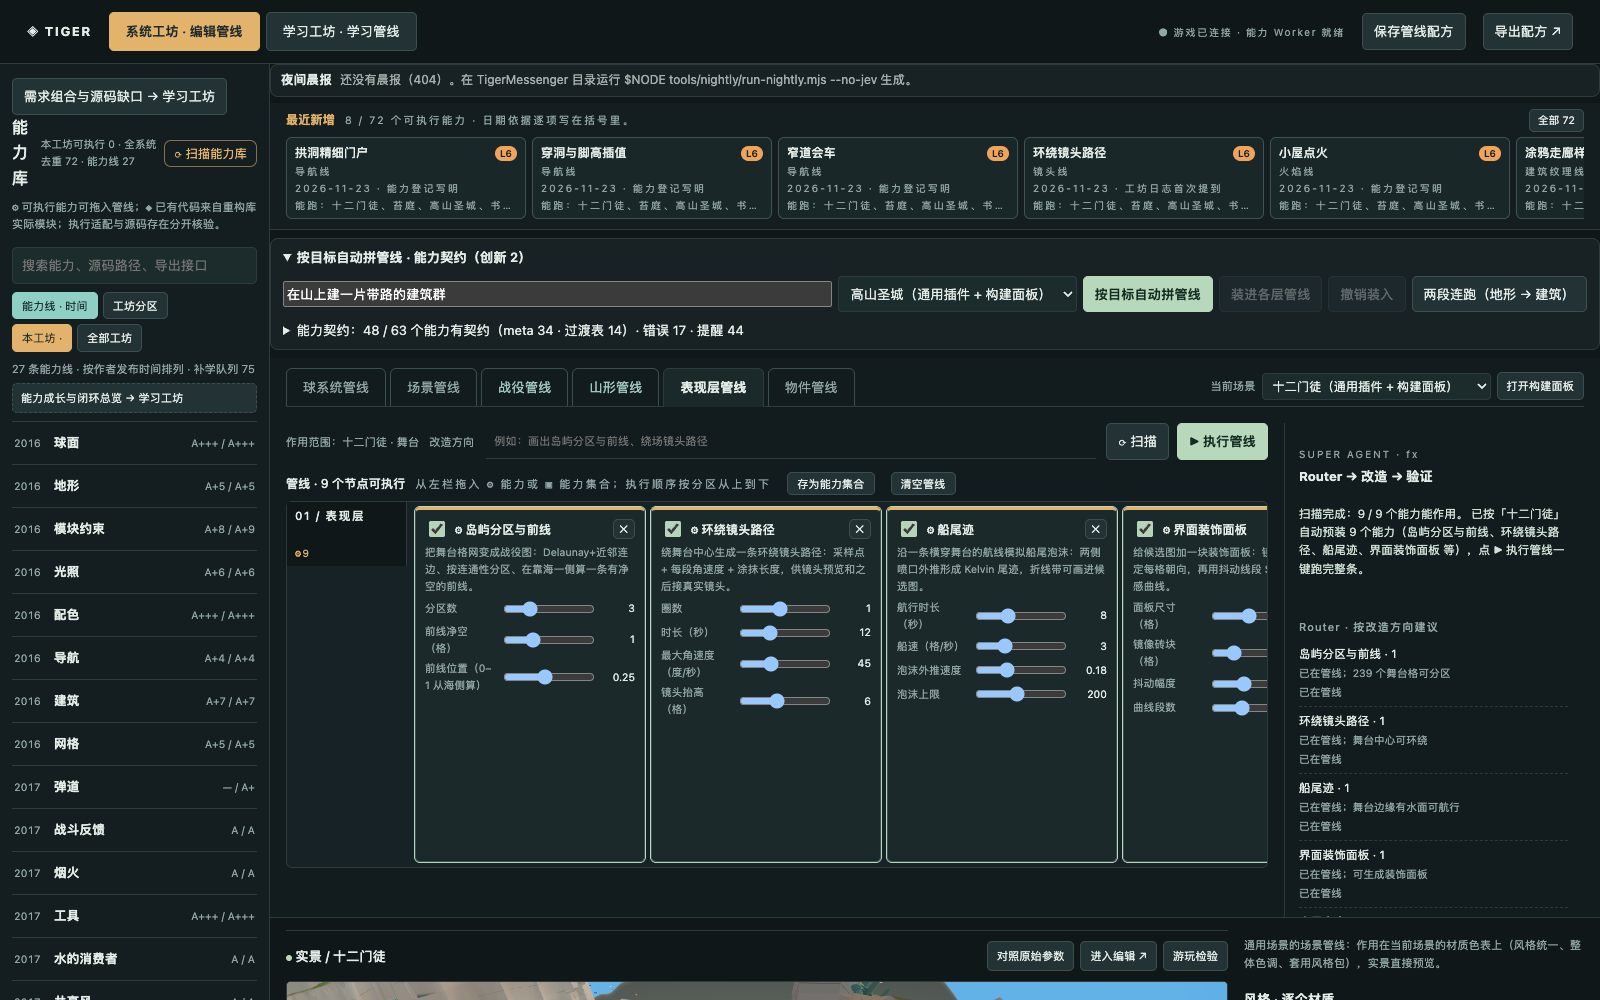 ◈ TIGER
系统工坊 · 编辑管线
学习工坊 · 学习管线
游戏已连接 · 能力 Worker 就绪
保存管线配方
导出配方 ↗
需求组合与源码缺口 → 学习工坊
能力库
本工坊可执行 0 · 全系统去重 72 · 能力线 27
⟳ 扫描能力库
⚙ 可执行能力可拖入管线；◆ 已有代码来自重构库实际模块；执行适配与源码存在分开核验。
搜索能力、源码路径、导出接口
能力线 · 时间
工坊分区
本工坊 ·
全部工坊
27 条能力线 · 按作者发布时间排列 · 补学队列 75
能力成长与闭环总览 → 学习工坊
2016 球面 A+++ / A+++
2016 地形 A+5 / A+5
2016 模块约束 A+8 / A+9
2016 光照 A+6 / A+6
2016 配色 A+++ / A+++
2016 导航 A+4 / A+4
2016 建筑 A+7 / A+7
2016 网格 A+5 / A+5
2017 弹道 — / A+
2017 战斗反馈 A / A
2017 烟火 A / A
2017 工具 A+++ / A+++
2017 水的消费者 A / A
夜间晨报 还没有晨报（404）。在 TigerMessenger 目录运行 $NODE tools/nightly/run-nightly.mjs --no-jev 生成。
最近新增 8 / 72 个可执行能力 · 日期依据逐项写在括号里。
全部 72
拱洞精细门户 L6
导航线
2026-11-23 · 能力登记写明
能跑：十二门徒、苔庭、高山圣城、书…
穿洞与脚高插值 L6
导航线
2026-11-23 · 能力登记写明
能跑：十二门徒、苔庭、高山圣城、书…
窄道会车 L6
导航线
2026-11-23 · 能力登记写明
能跑：十二门徒、苔庭、高山圣城、书…
环绕镜头路径 L6
镜头线
2026-11-23 · 工坊日志首次提到
能跑：十二门徒、苔庭、高山圣城、书…
小屋点火 L6
火焰线
2026-11-23 · 能力登记写明
能跑：十二门徒、苔庭、高山圣城、书…
涂鸦走廊样
建筑纹理线
2026-11-
能跑：十二
▼ 按目标自动拼管线 · 能力契约（创新 2）
在山上建一片带路的建筑群
高山圣城（通用插件 + 构建面板）
按目标自动拼管线
装进各层管线
撤销装入
两段连跑（地形 → 建筑）
▶ 能力契约：48 / 63 个能力有契约（meta 34 · 过渡表 14）· 错误 17 · 提醒 44
球系统管线
场景管线
战役管线
山形管线
表现层管线
物件管线
当前场景
十二门徒（通用插件 + 构建面板）
打开构建面板
作用范围：十二门徒 · 舞台 改造方向
例如：画出岛屿分区与前线、绕场镜头路径
⟳ 扫描
▶ 执行管线
管线 · 9 个节点可执行 从左栏拖入 ⚙ 能力或 ▣ 能力集合；执行顺序按分区从上到下
存为能力集合
清空管线
01 / 表现层
⚙9
⚙ 岛屿分区与前线 ✕
把舞台格网变成战役图：Delaunay+近邻连边、按连通性分区、在靠海一侧算一条有净空的前线。
分区数 3
前线净空（格） 1
前线位置（0–1 从海侧算） 0.25
⚙ 环绕镜头路径 ✕
绕舞台中心生成一条环绕镜头路径：采样点 + 每段角速度 + 涂抹长度，供镜头预览和之后接真实镜头。
圈数 1
时长（秒） 12
最大角速度（度/秒） 45
镜头抬高（格） 6
⚙ 船尾迹 ✕
沿一条横穿舞台的航线模拟船尾泡沫：两侧喷口外推形成 Kelvin 尾迹，折线带可画进候选图。
航行时长（秒） 8
船速（格/秒） 3
泡沫外推速度 0.18
泡沫上限 200
⚙ 界面装饰面板
给候选图加一块装饰面板：
定每格朝向，再用抖动线段
感曲线。
面板尺寸（格）
镜像砖块（格）
抖动幅度
曲线段数
SUPER AGENT · fx
Router → 改造 → 验证
扫描完成：9 / 9 个能力能作用。 已按「十二门徒」自动预装 9 个能力（岛屿分区与前线、环绕镜头路径、船尾迹、界面装饰面板 等），点 ▶ 执行管线一键跑完整条。
Router · 按改造方向建议
岛屿分区与前线 · 1
已在管线；239 个舞台格可分区
已在管线
环绕镜头路径 · 1
已在管线；舞台中心可环绕
已在管线
船尾迹 · 1
已在管线；舞台边缘有水面可航行
已在管线
界面装饰面板 · 1
已在管线；可生成装饰面板
已在管线
实景 / 十二门徒
对照原始参数
进入编辑 ↗
游玩检验
通用场景的场景管线：作用在当前场景的材质色表上（风格统一、整体色调、套用风格包），实景直接预览。
风格 · 逐个材质